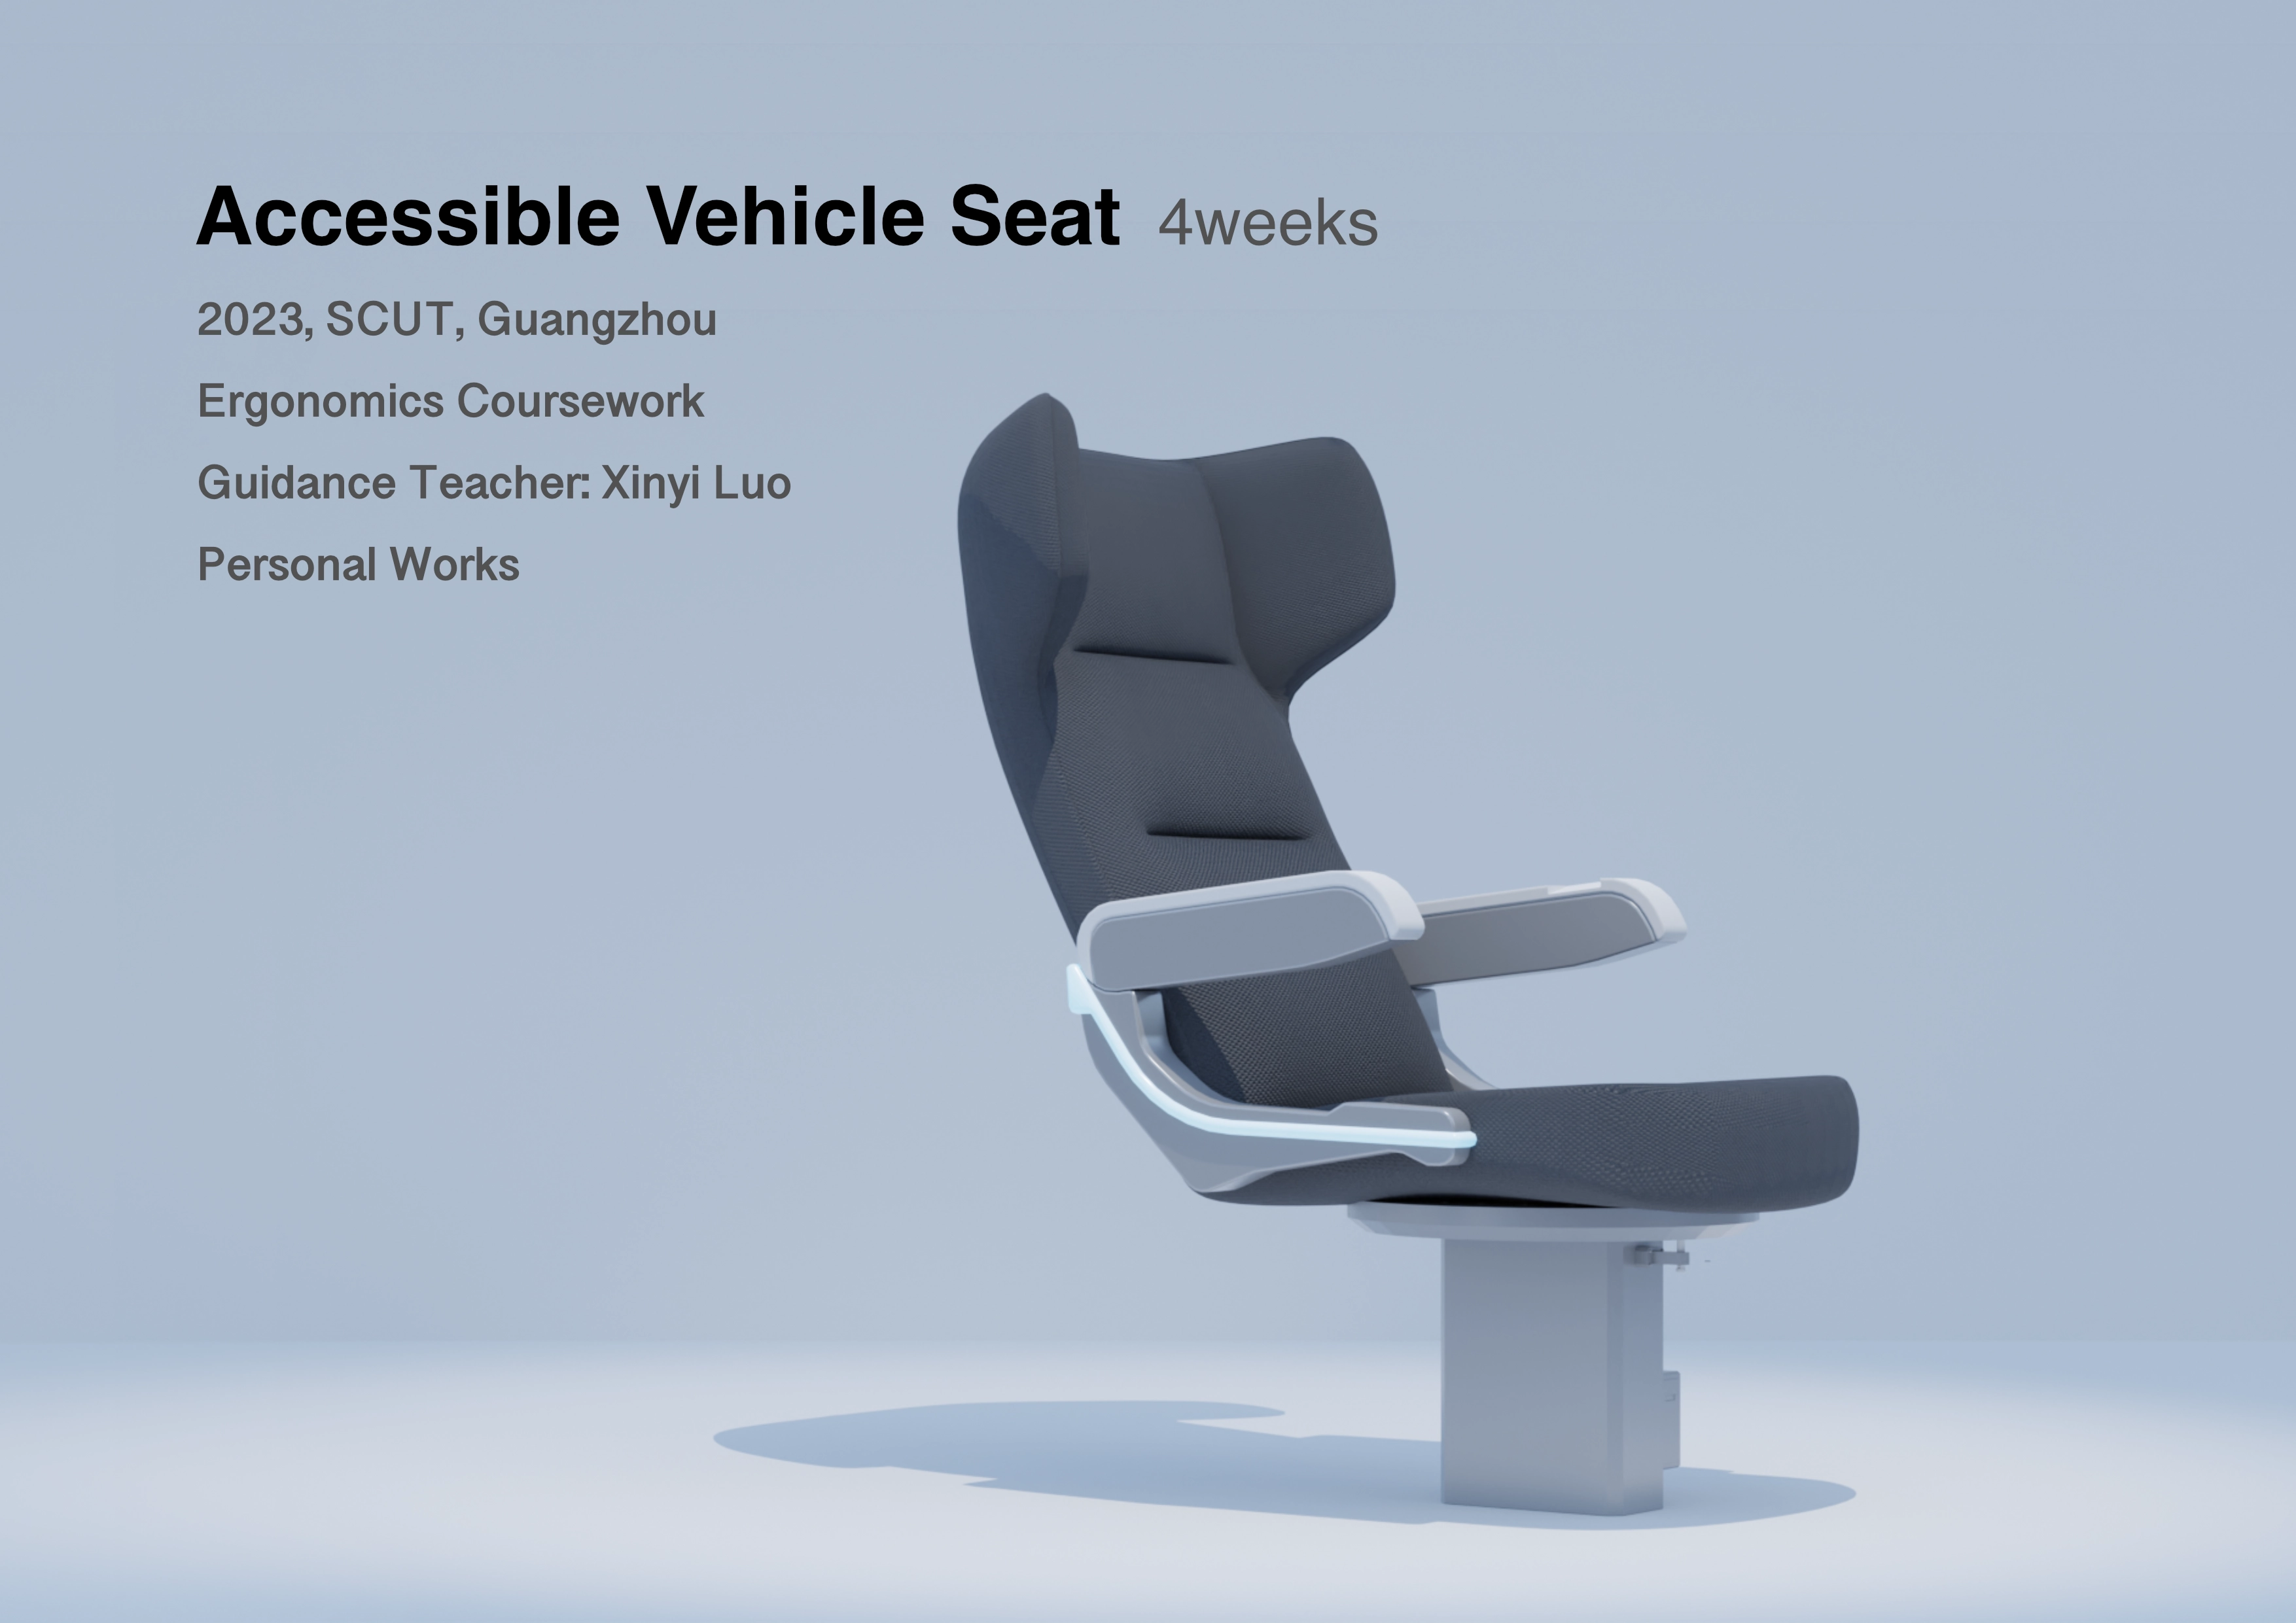 Accessible Vehicle Seat 4weeks
2023, SCUT, Guangzhou
Ergonomics Coursework
Guidance Teacher: Xinyi Luo
Personal Works